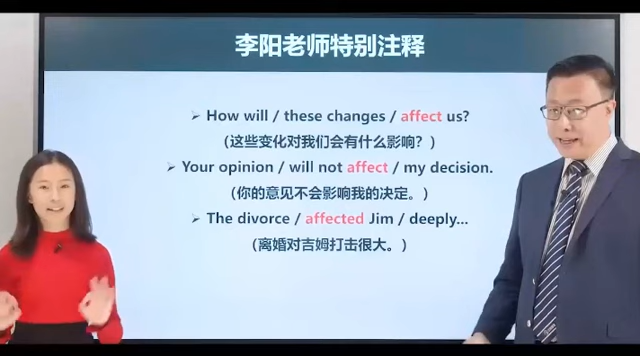 李阳老师特别注释
➢ How will / these changes / affect us?
（这些变化对我们会有什么影响？）
➢ Your opinion / will not affect / my decision.
（你的意见不会影响我的决定。）
➢ The divorce / affected Jim / deeply...
（离婚对吉姆打击很大。）